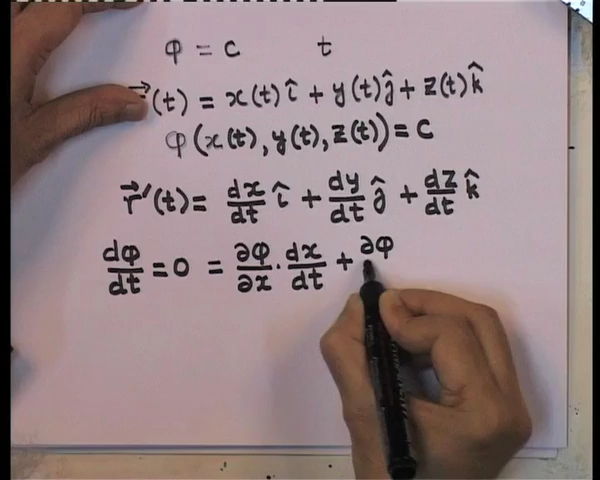 φ = c t
(t) = x(t) î + y(t) ĵ + z(t) k̂
φ(x(t), y(t), z(t)) = c
r⃗′(t) = dx/dt î + dy/dt ĵ + dz/dt k̂
dφ/dt = 0 = ∂φ/∂x · dx/dt + ∂φ